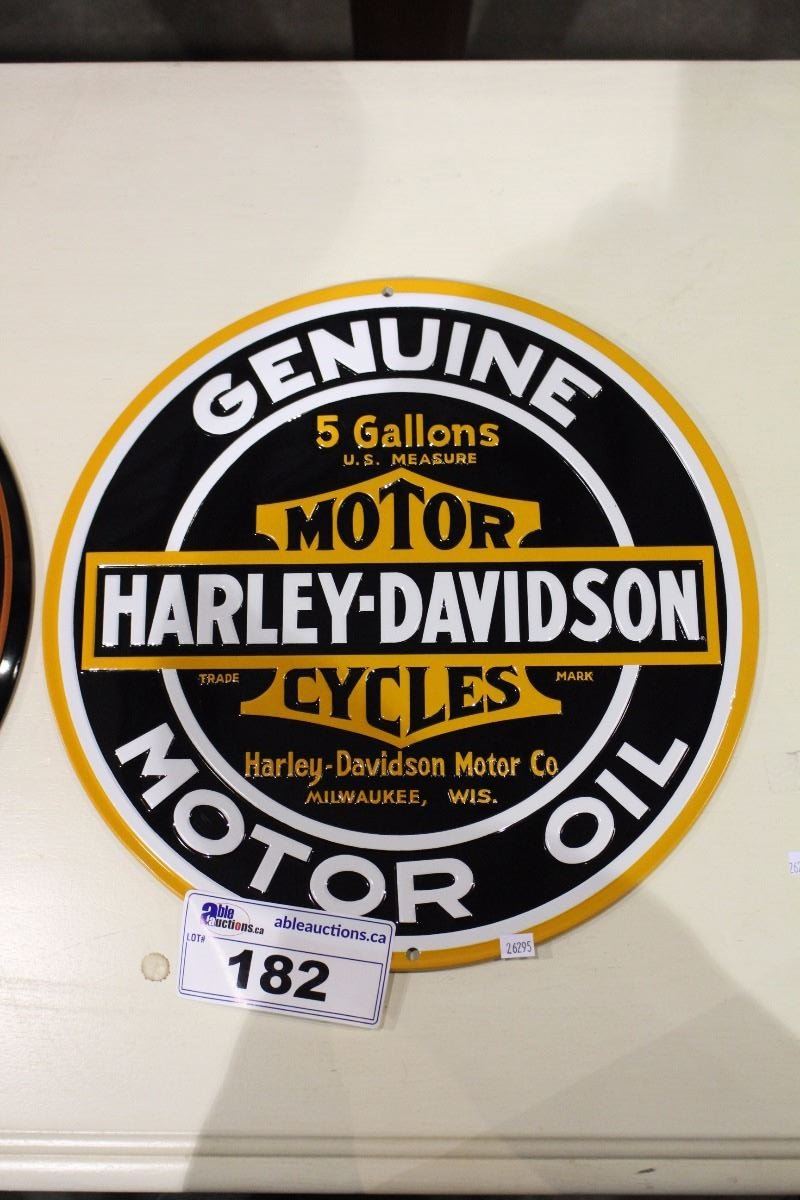 GENUINE
5 Gallons
U.S. MEASURE
MOTOR
HARLEY-DAVIDSON
TRADE MARK
CYCLES
Harley-Davidson Motor Co
MILWAUKEE, WIS.
MOTOR OIL
able auctions.ca
ableauctions.ca
LOT#
182
26295